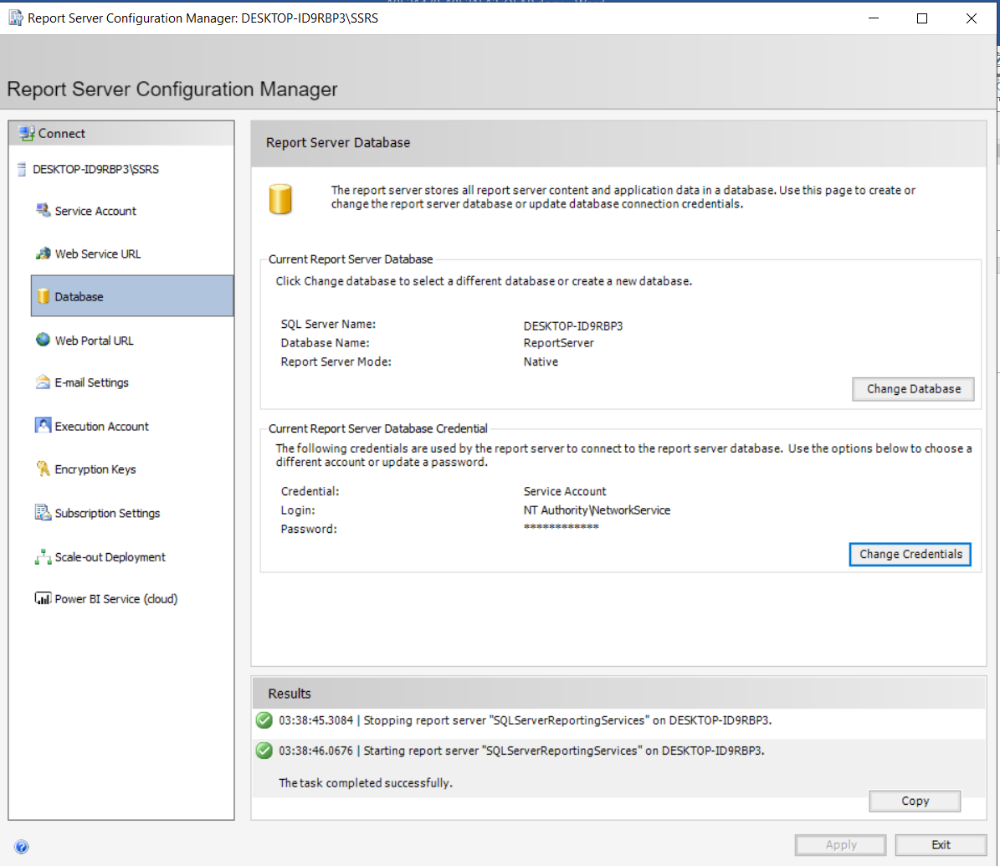 Report Server Configuration Manager: DESKTOP-ID9RBP3\SSRS
Report Server Configuration Manager
Connect
DESKTOP-ID9RBP3\SSRS
Service Account
Web Service URL
Database
Web Portal URL
E-mail Settings
Execution Account
Encryption Keys
Subscription Settings
Scale-out Deployment
Power BI Service (cloud)
Report Server Database
The report server stores all report server content and application data in a database. Use this page to create or
change the report server database or update database connection credentials.
Current Report Server Database
Click Change database to select a different database or create a new database.
SQL Server Name: DESKTOP-ID9RBP3
Database Name: ReportServer
Report Server Mode: Native
Change Database
Current Report Server Database Credential
The following credentials are used by the report server to connect to the report server database. Use the options below to choose a
different account or update a password.
Credential: Service Account
Login: NT Authority\NetworkService
Password: ************
Change Credentials
Results
03:38:45.3084 | Stopping report server "SQLServerReportingServices" on DESKTOP-ID9RBP3.
03:38:46.0676 | Starting report server "SQLServerReportingServices" on DESKTOP-ID9RBP3.
The task completed successfully.
Copy
Apply Exit